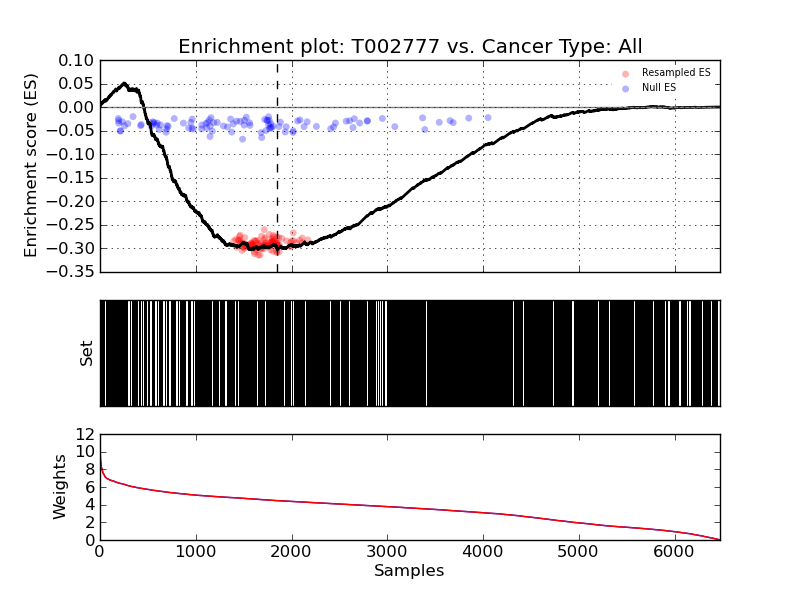 Enrichment plot: T002777 vs. Cancer Type: All
Enrichment score (ES)
0.10
0.05
0.00
−0.05
−0.10
−0.15
−0.20
−0.25
−0.30
−0.35
Resampled ES
Null ES
Set
Weights
12
10
8
6
4
2
0
0 1000 2000 3000 4000 5000 6000
Samples